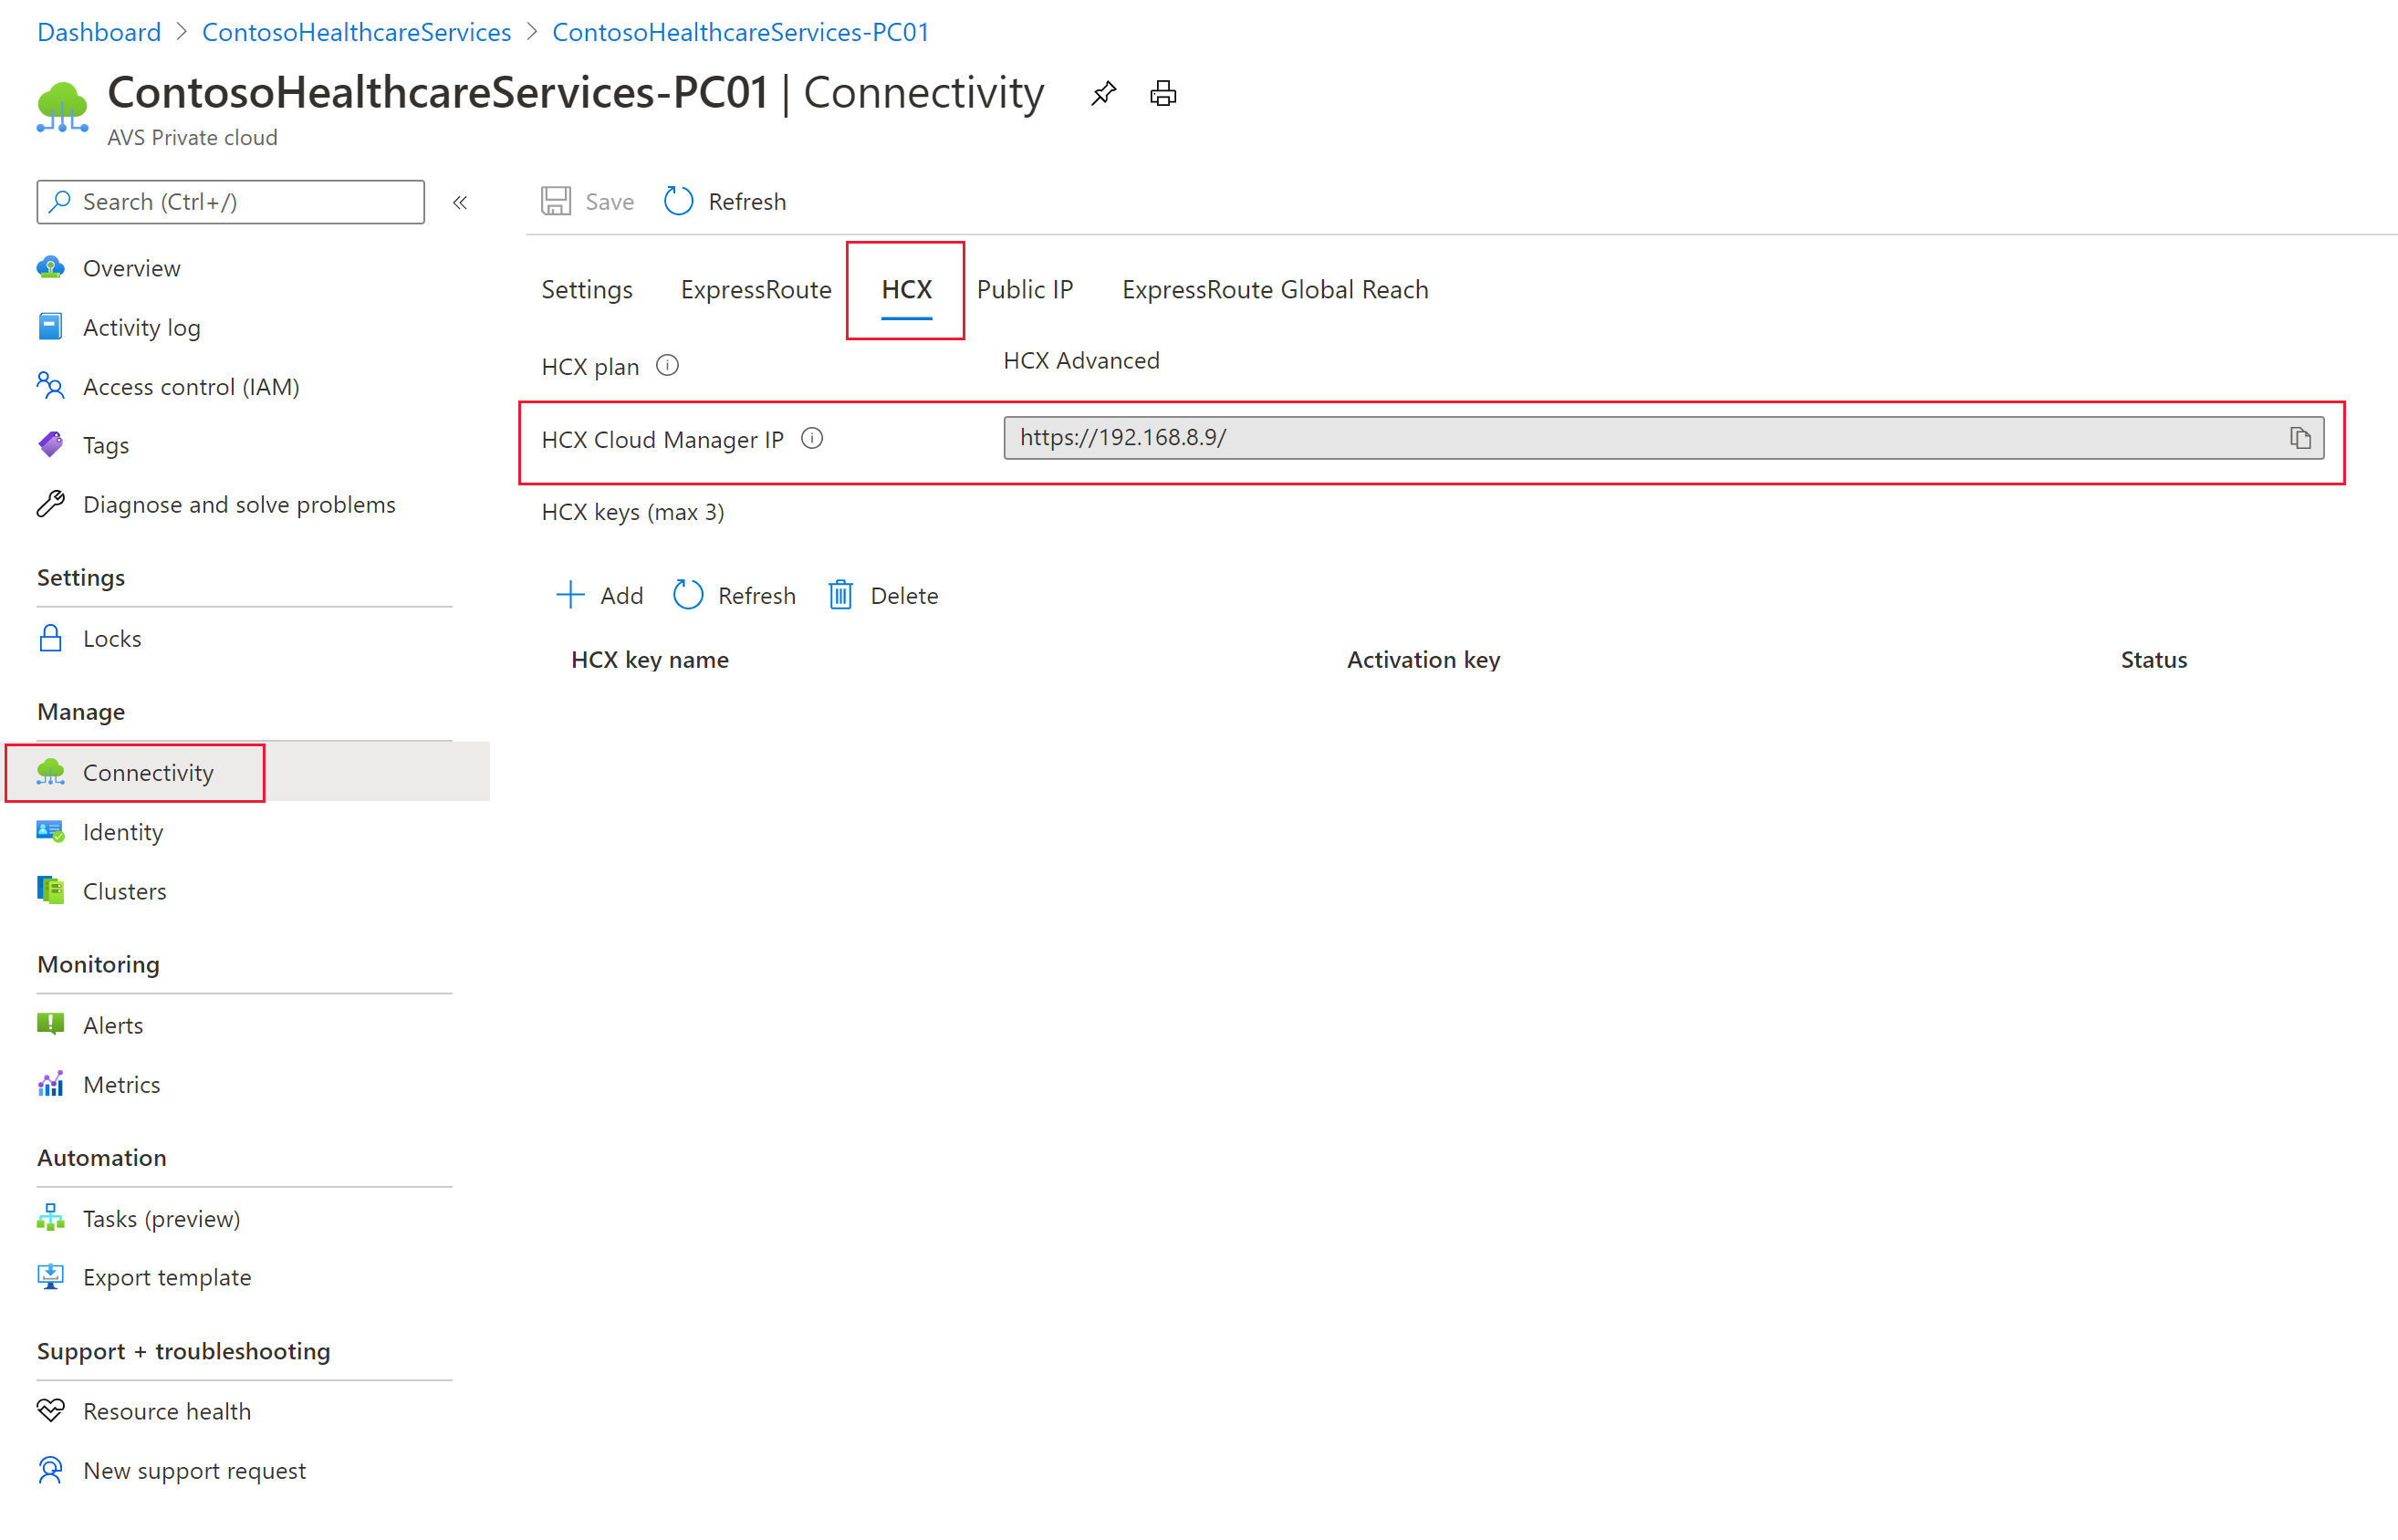 Dashboard > ContosoHealthcareServices > ContosoHealthcareServices-PC01
ContosoHealthcareServices-PC01 | Connectivity
AVS Private cloud
Search (Ctrl+/)
«
Save
Refresh
Overview
Activity log
Access control (IAM)
Tags
Diagnose and solve problems
Settings
Locks
Manage
Connectivity
Identity
Clusters
Monitoring
Alerts
Metrics
Automation
Tasks (preview)
Export template
Support + troubleshooting
Resource health
New support request
Settings ExpressRoute HCX Public IP ExpressRoute Global Reach
HCX plan HCX Advanced
HCX Cloud Manager IP https://192.168.8.9/
HCX keys (max 3)
Add Refresh Delete
HCX key name Activation key Status